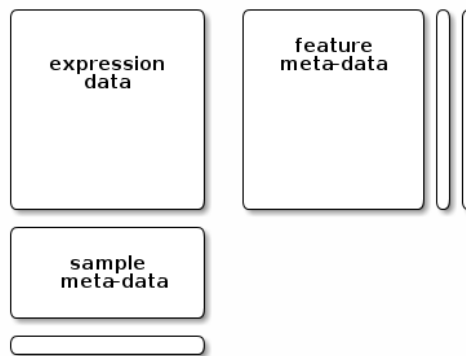 expression
data
feature
meta-data
sample
meta-data